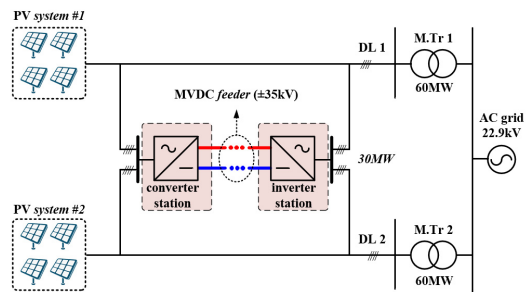 PV system #1
DL 1
M.Tr 1
60MW
MVDC feeder (±35kV)
AC grid
22.9kV
30MW
converter
station
inverter
station
PV system #2
DL 2
M.Tr 2
60MW